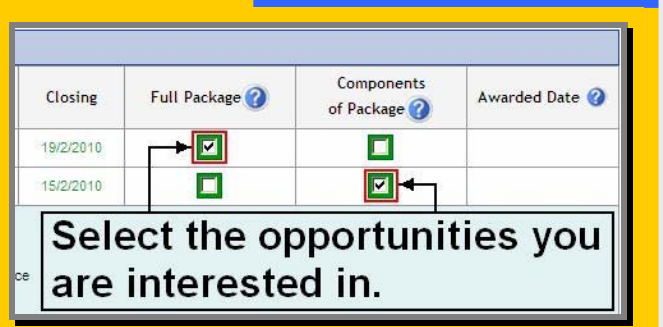 Closing Full Package ? Components of Package ? Awarded Date ?
19/2/2010
15/2/2010
Select the opportunities you
are interested in.
ce